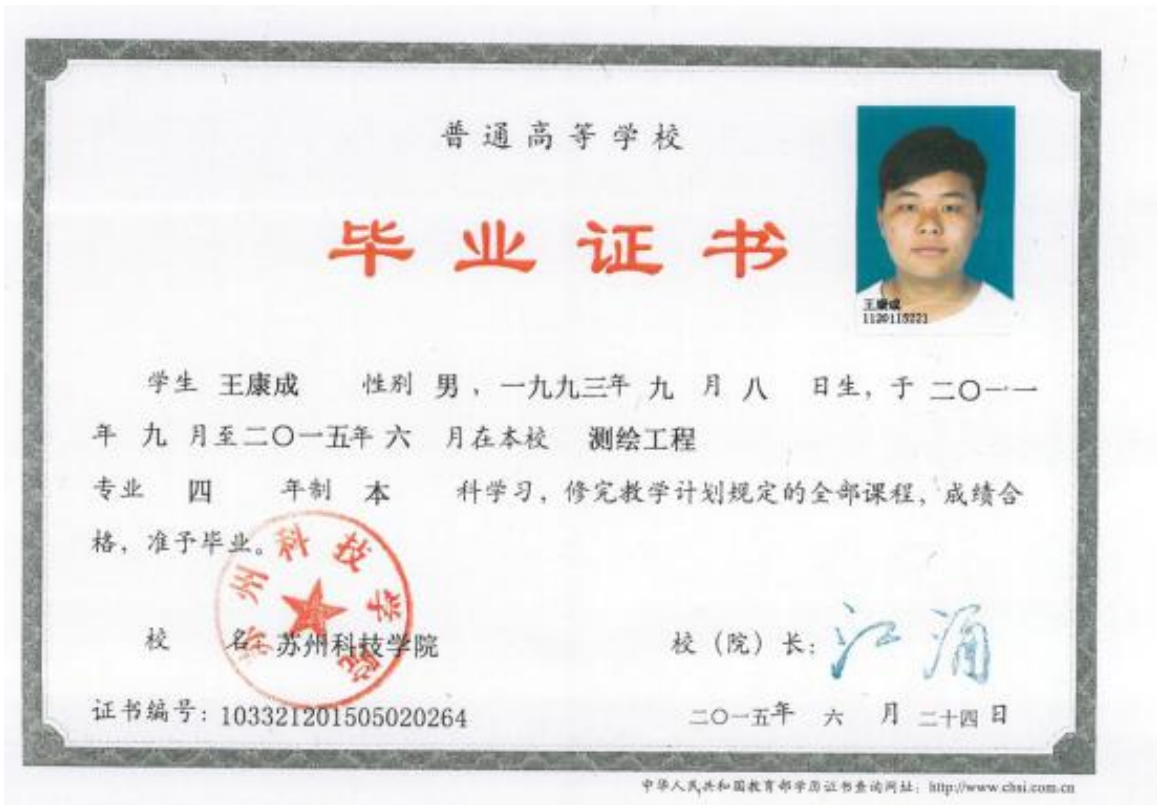 普通高等学校
毕业证书
王康成
1120115221
学生 王康成 性别 男，一九九三年 九 月 八 日生，于 二〇一一
年 九 月至二〇一五年 六 月在本校 测绘工程
专业 四 年制 本 科学习，修完教学计划规定的全部课程，成绩合
格，准予毕业。
苏州科技学院
校 名：苏州科技学院 校（院）长：江涌
证书编号：103321201505020264 二〇一五年 六 月 二十四 日
中华人民共和国教育部学历证书查询网址：http://www.chsi.com.cn